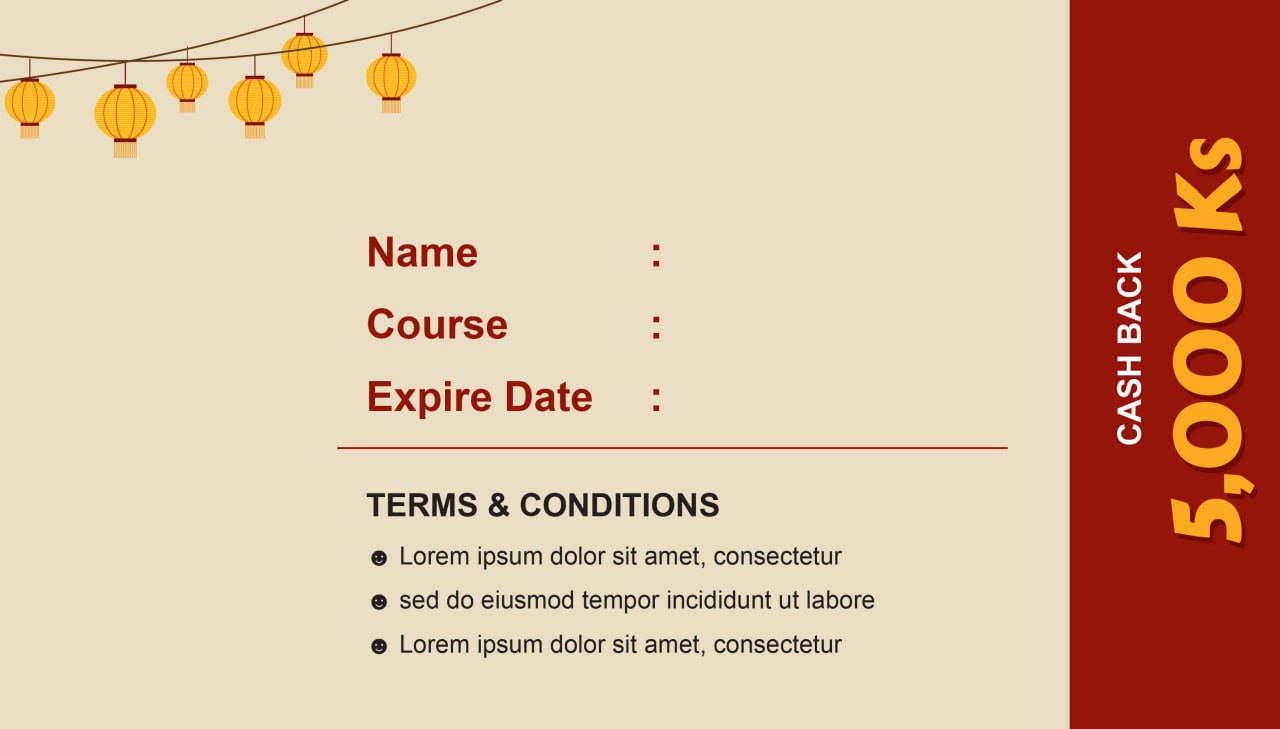 Name :
Course :
Expire Date :
TERMS & CONDITIONS
☻ Lorem ipsum dolor sit amet, consectetur
☻ sed do eiusmod tempor incididunt ut labore
☻ Lorem ipsum dolor sit amet, consectetur
CASH BACK
5,000 Ks